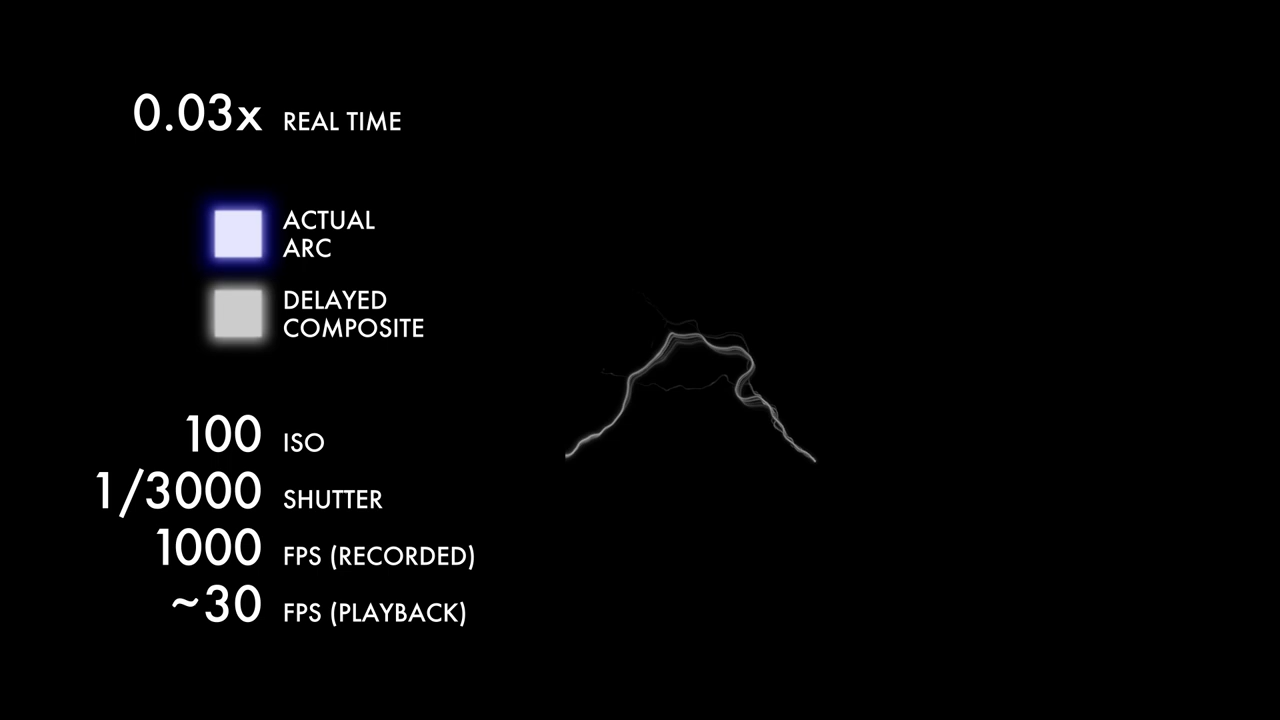 0.03x REAL TIME
ACTUAL
ARC
DELAYED
COMPOSITE
100 ISO
1/3000 SHUTTER
1000 FPS (RECORDED)
~30 FPS (PLAYBACK)